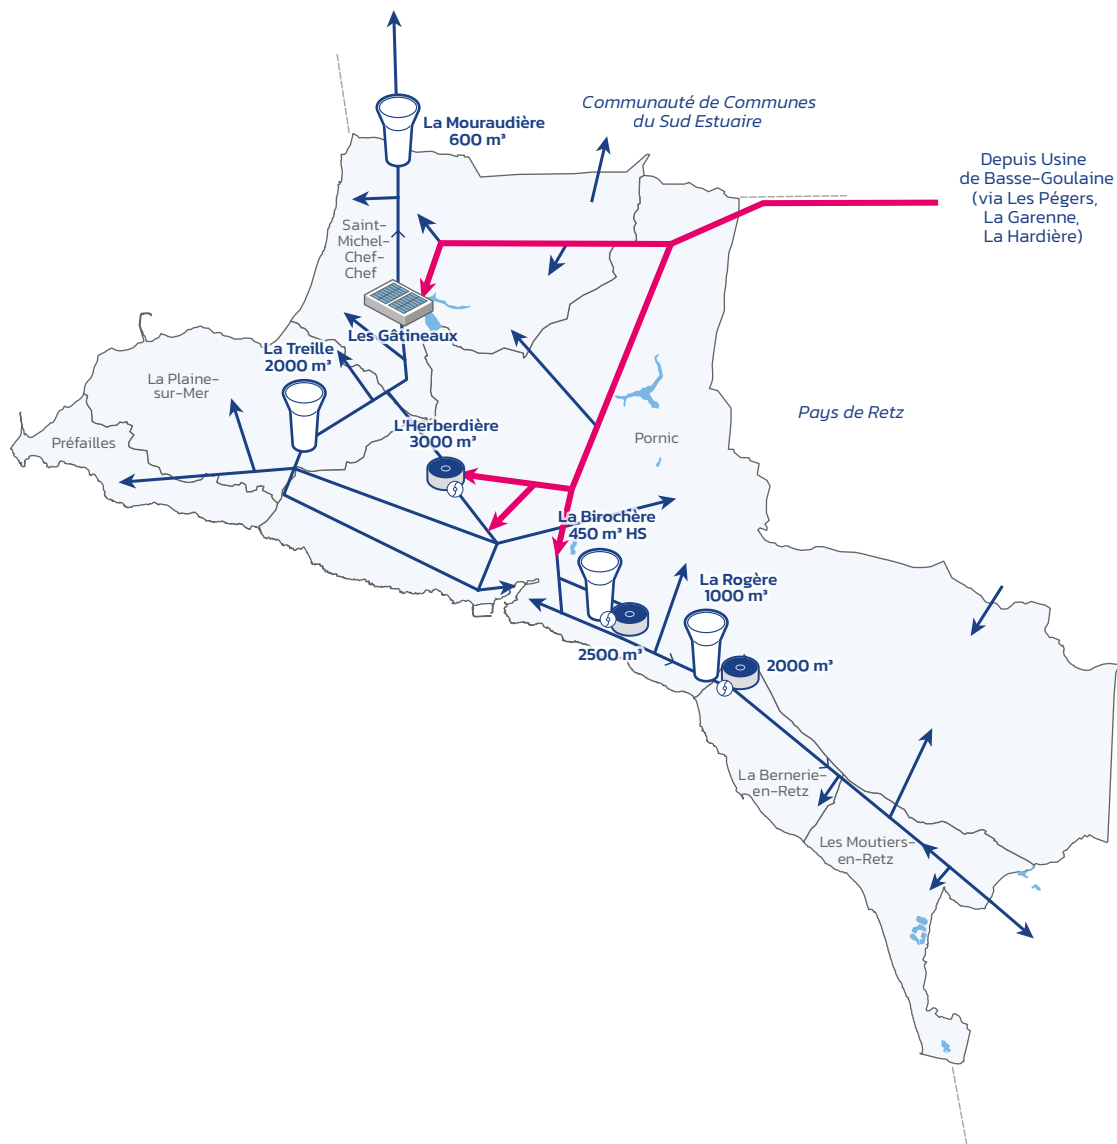 La Mouraudière
600 m³
Communauté de Communes
du Sud Estuaire
Depuis Usine
de Basse-Goulaine
(via Les Pégers,
La Garenne,
La Hardière)
Saint-
Michel-
Chef-
Chef
Les Gâtineaux
La Treille
2000 m³
La Plaine-
sur-Mer
Préfailles
L'Herberdière
3000 m³
Pornic
Pays de Retz
La Birochère
450 m³ HS
La Rogère
1000 m³
2500 m³
2000 m³
La Bernerie-
en-Retz
Les Moutiers-
en-Retz